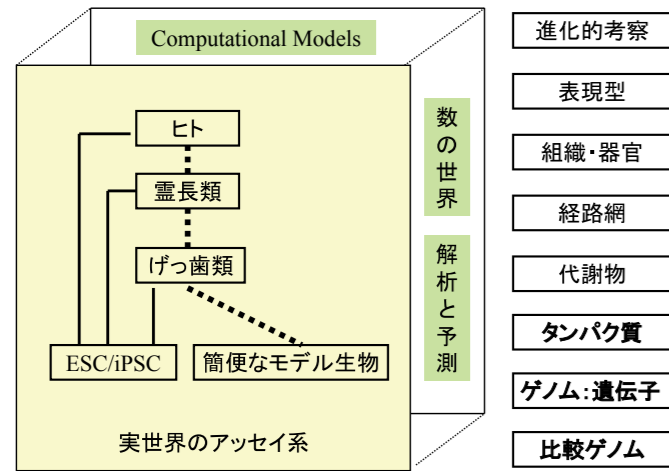 Computational Models
ヒト
霊長類
げっ歯類
ESC/iPSC
簡便なモデル生物
実世界のアッセイ系
数の世界
解析と予測
進化的考察
表現型
組織・器官
経路網
代謝物
タンパク質
ゲノム:遺伝子
比較ゲノム